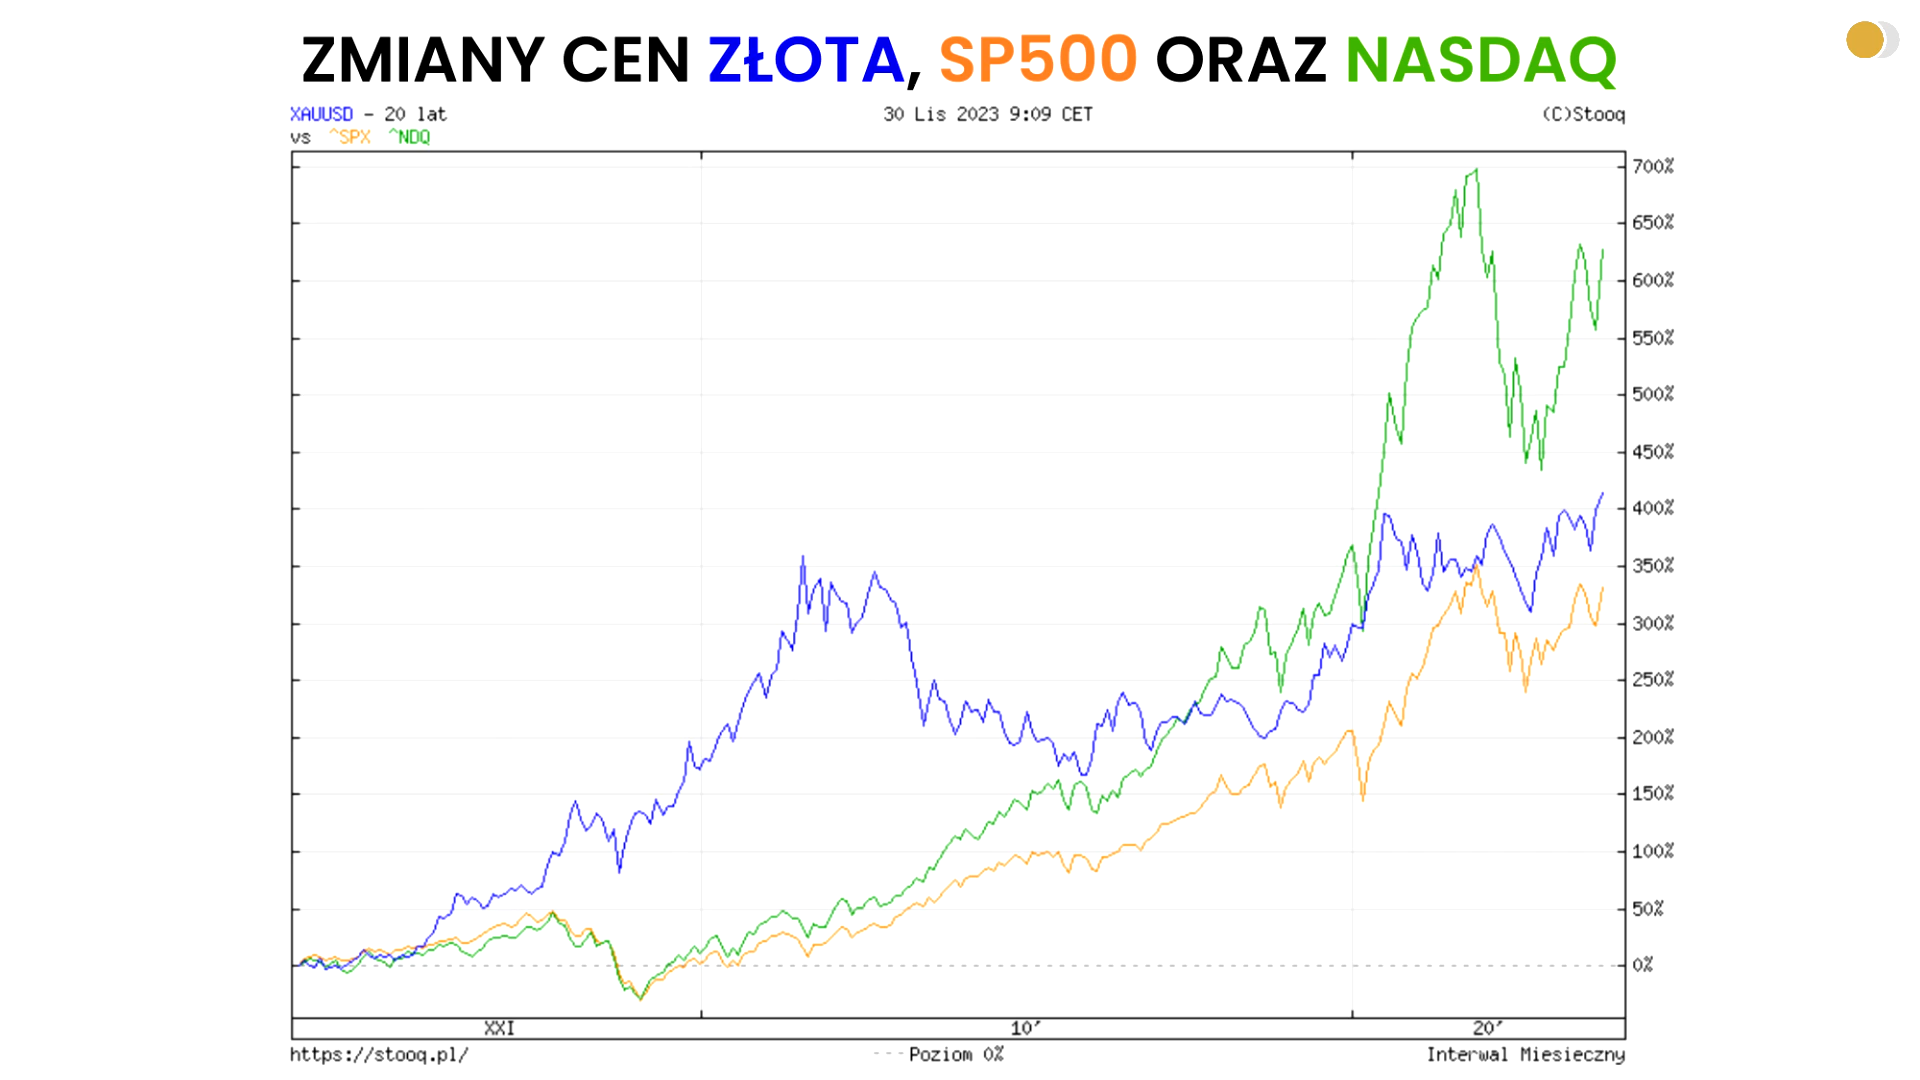 ZMIANY CEN ZŁOTA, SP500 ORAZ NASDAQ
XAUUSD - 20 lat
30 Lis 2023 9:09 CET
(C)Stooq
vs ^SPX ^NDQ
700%
650%
600%
550%
500%
450%
400%
350%
300%
250%
200%
150%
100%
50%
0%
XXI
10'
20'
https://stooq.pl/
---Poziom 0%
Interwal Miesieczny